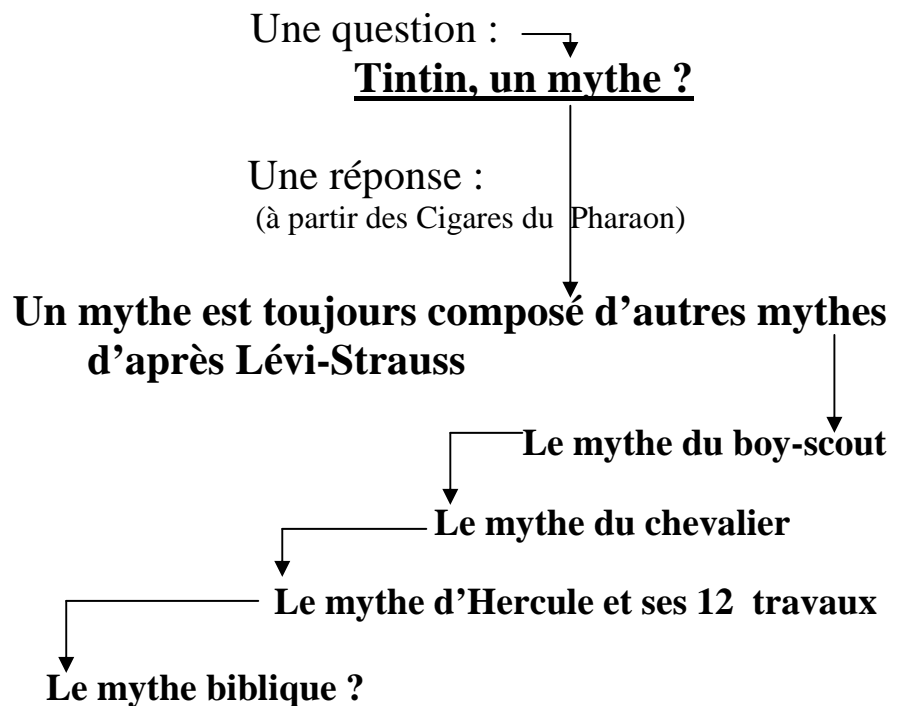 Une question :
Tintin, un mythe ?
Une réponse :
(à partir des Cigares du Pharaon)
Un mythe est toujours composé d'autres mythes
d'après Lévi-Strauss
Le mythe du boy-scout
Le mythe du chevalier
Le mythe d'Hercule et ses 12 travaux
Le mythe biblique ?